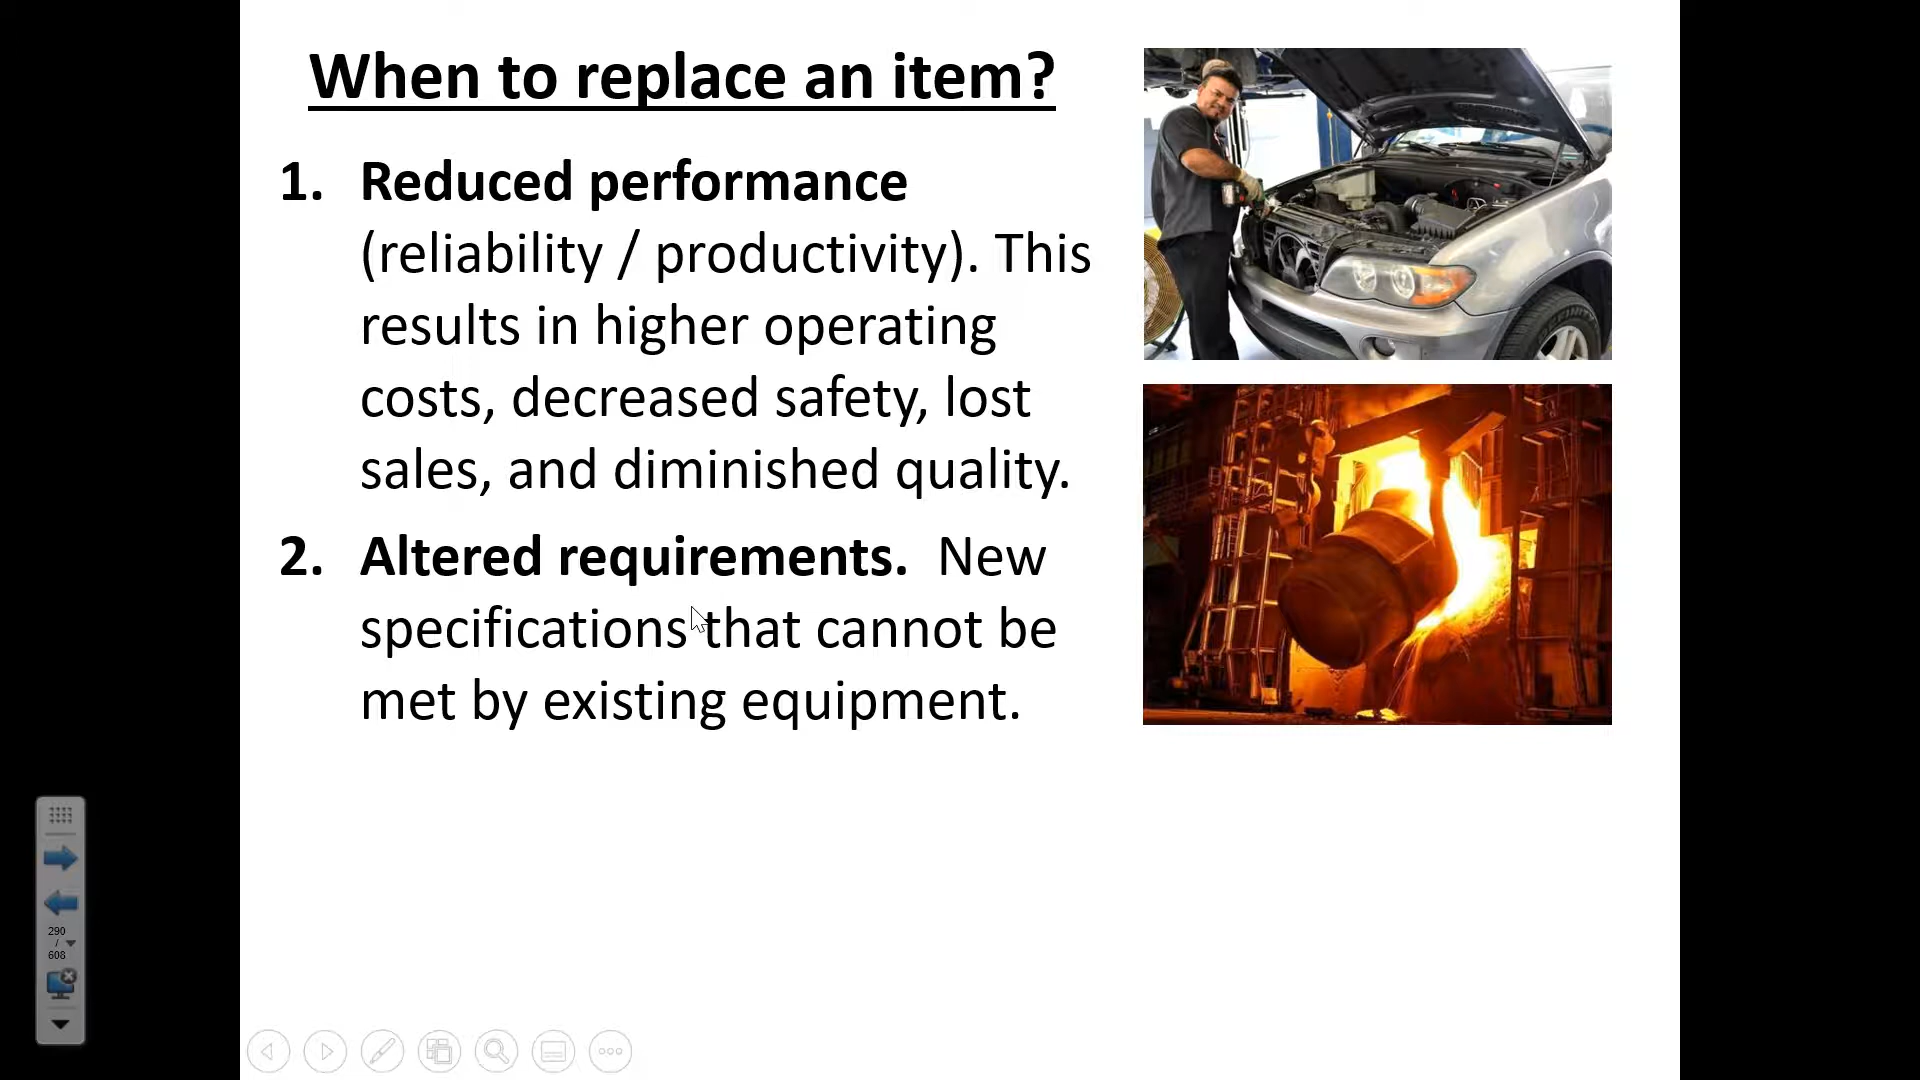 When to replace an item?
1. Reduced performance
(reliability / productivity). This
results in higher operating
costs, decreased safety, lost
sales, and diminished quality.
2. Altered requirements. New
specifications that cannot be
met by existing equipment.
290
/
608